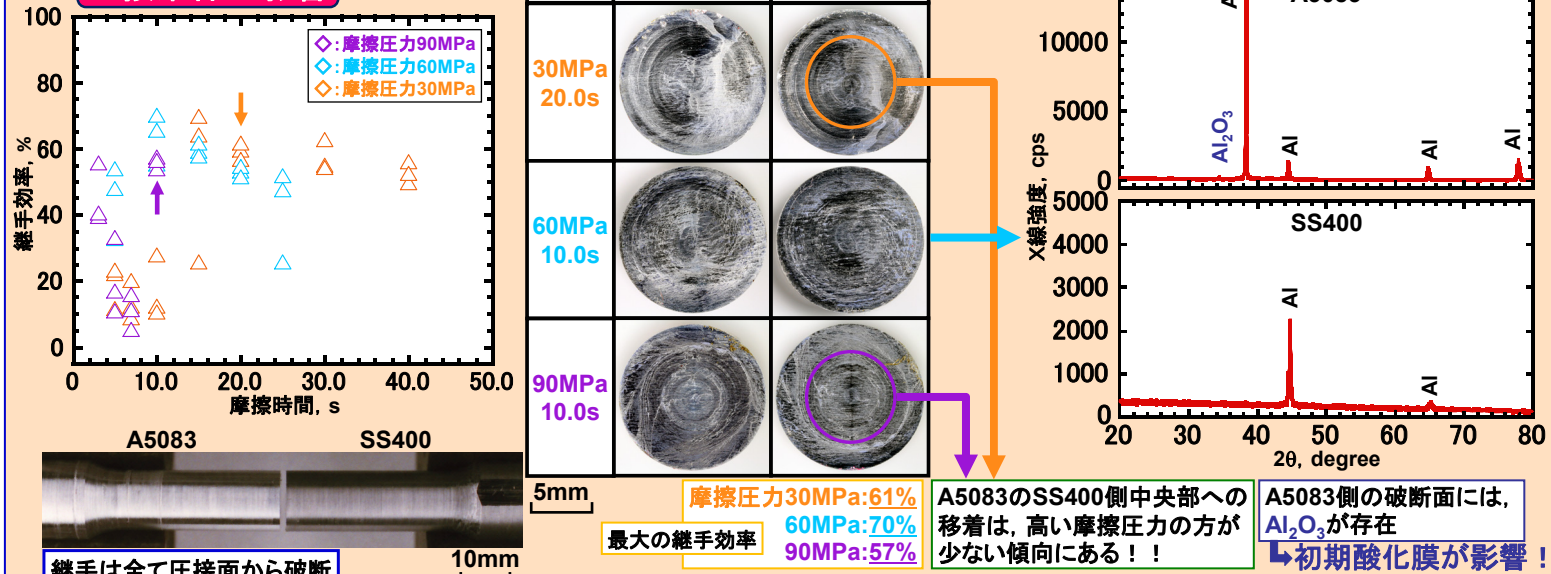 100
80
60
40
20
0
継手効率, %
◇:摩擦圧力90MPa
◇:摩擦圧力60MPa
◇:摩擦圧力30MPa
0 10.0 20.0 30.0 40.0 50.0
摩擦時間, s
A5083 SS400
継手は全て圧接面から破断
10mm
30MPa
20.0s
60MPa
10.0s
90MPa
10.0s
5mm
最大の継手効率
摩擦圧力30MPa:61%
60MPa:70%
90MPa:57%
10000
5000
0
Al2O3
Al
Al
Al
X線強度, cps
5000
4000
3000
2000
1000
0
SS400
Al
Al
20 30 40 50 60 70 80
2θ, degree
A5083のSS400側中央部への
移着は, 高い摩擦圧力の方が
少ない傾向にある！！
A5083側の破断面には,
Al2O3が存在
↳初期酸化膜が影響！